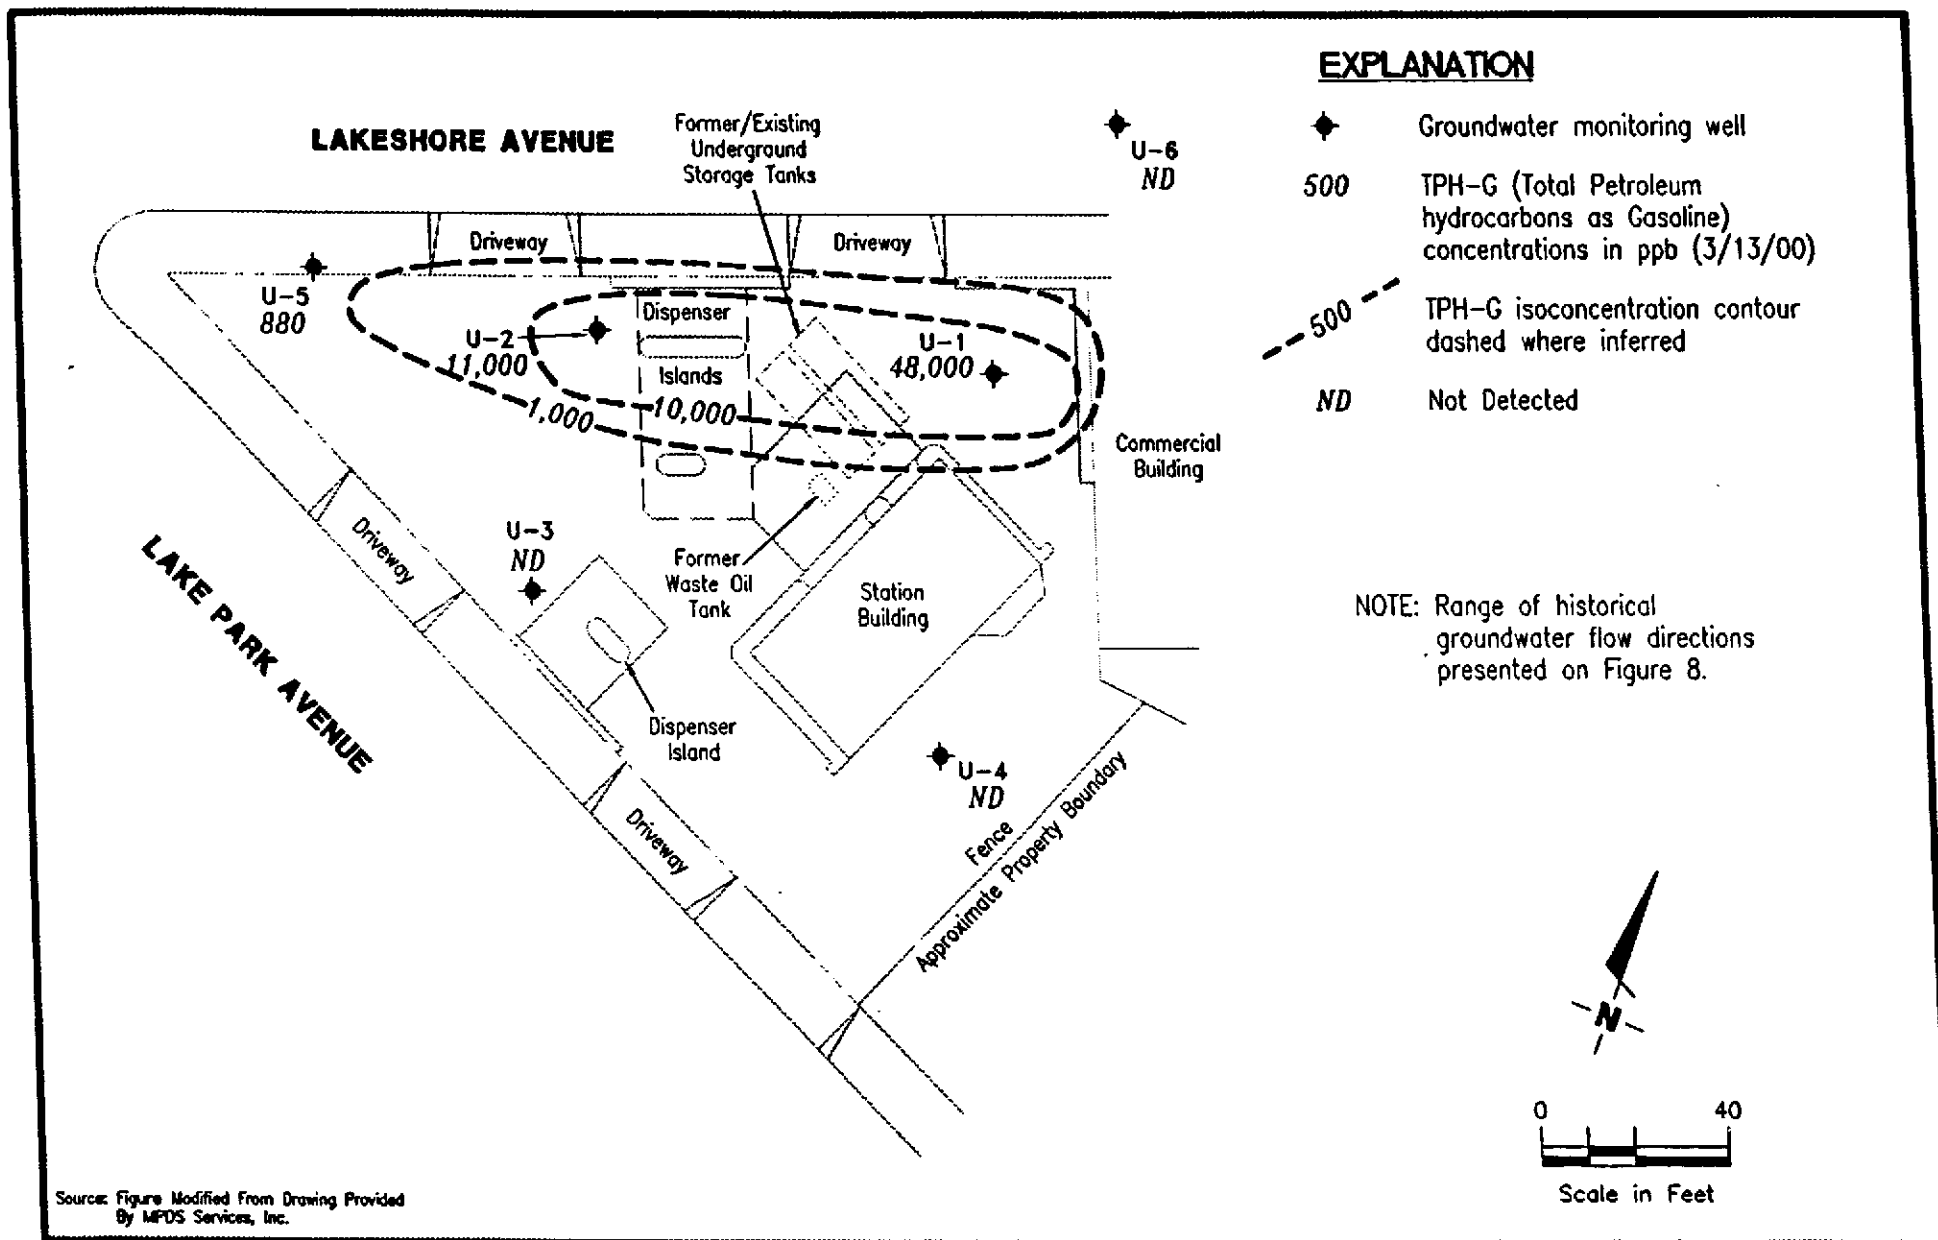 EXPLANATION
Groundwater monitoring well
500
TPH-G (Total Petroleum
hydrocarbons as Gasoline)
concentrations in ppb (3/13/00)
500
TPH-G isoconcentration contour
dashed where inferred
ND
Not Detected
NOTE: Range of historical
groundwater flow directions
presented on Figure 8.
LAKESHORE AVENUE
Former/Existing
Underground
Storage Tanks
U-6
ND
Driveway
Driveway
U-5
880
U-2
11,000
Dispenser
Islands
U-1
48,000
1,000
10,000
Commercial
Building
U-3
ND
Driveway
Former
Waste Oil
Tank
Station
Building
LAKE PARK AVENUE
Dispenser
Island
U-4
ND
Driveway
Fence
Approximate Property Boundary
N
0
40
Scale in Feet
Source: Figure Modified From Drawing Provided
By MPDS Services, Inc.